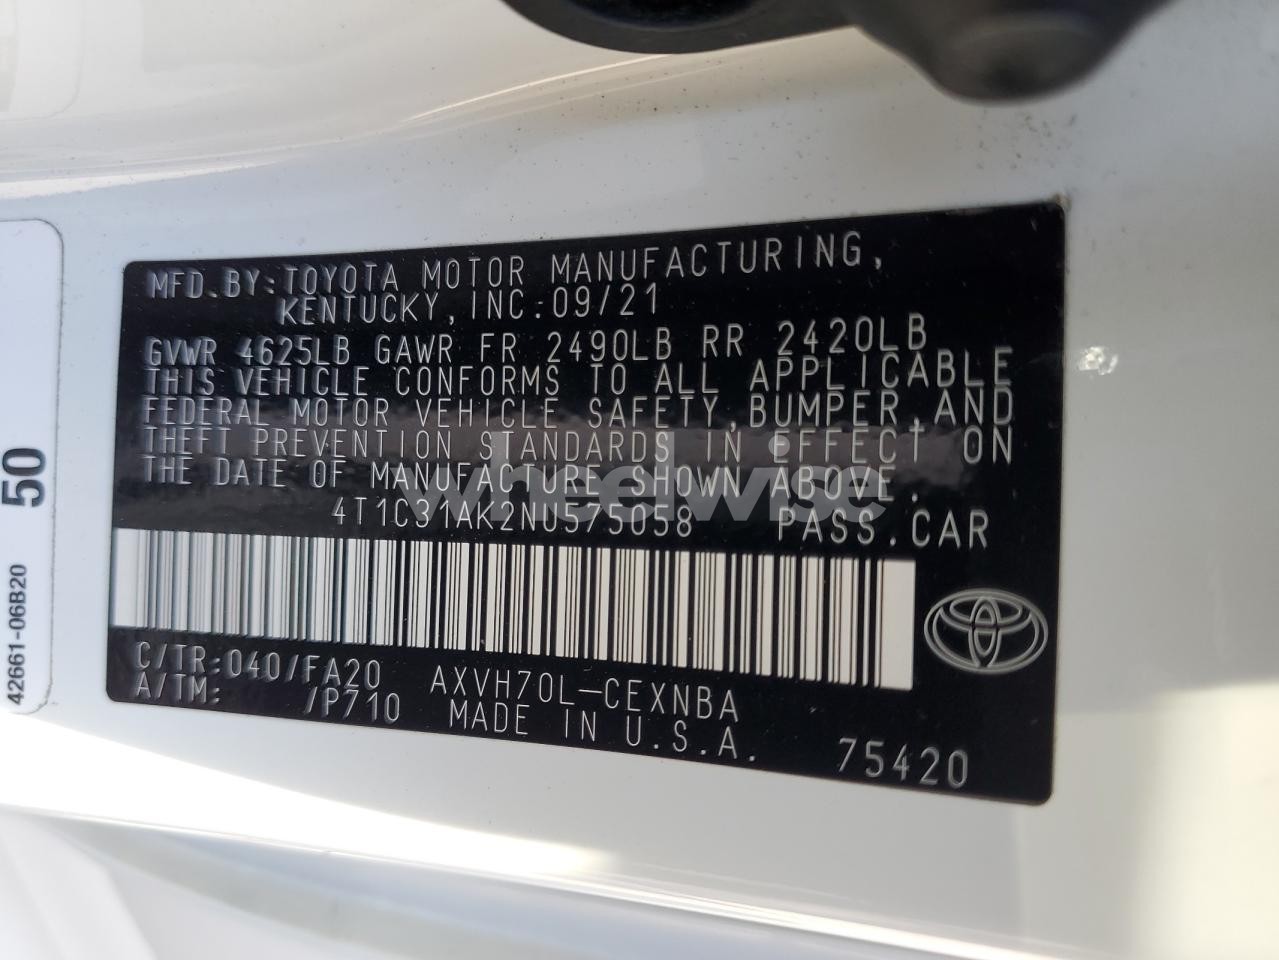 MFD.BY:TOYOTA MOTOR MANUFACTURING,
KENTUCKY,INC.09/21
GVWR 4625LB GAWR FR 2490LB RR 2420LB
THIS VEHICLE CONFORMS TO ALL APPLICABLE
FEDERAL MOTOR VEHICLE SAFETY,BUMPER,AND
THEFT PREVENTION STANDARDS IN EFFECT ON
THE DATE OF MANUFACTURE SHOWN ABOVE.
wheelwise
4T1C31AK2NU575058 PASS.CAR
C/TR:040/FA20 AXVH70L-CEXNBA
A/TM: /P710 MADE IN U.S.A. 75420
50
42661-06B20